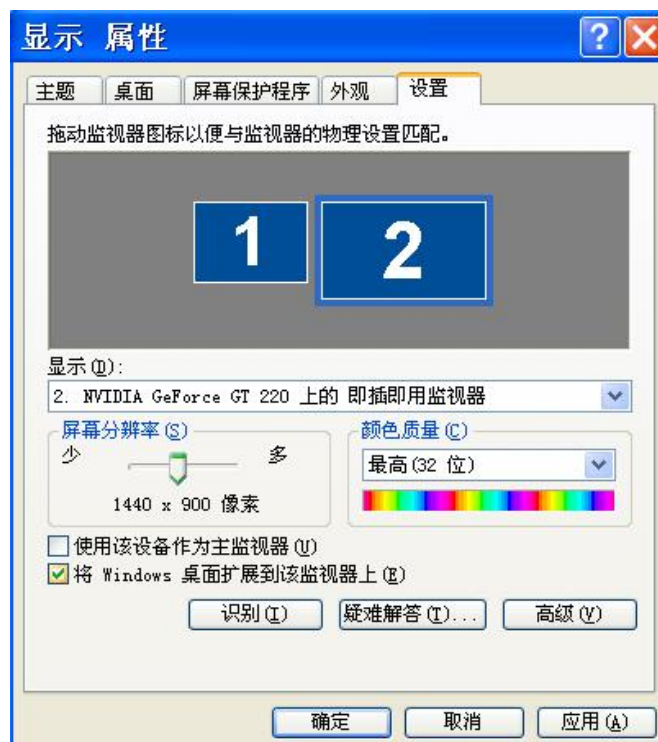 显示 属性
主题 桌面 屏幕保护程序 外观 设置
拖动监视器图标以便与监视器的物理设置匹配。
1 2
显示(D):
2. NVIDIA GeForce GT 220 上的 即插即用监视器
屏幕分辨率(S) 颜色质量(C)
少 多 最高(32 位)
1440 x 900 像素
使用该设备作为主监视器(U)
将 Windows 桌面扩展到该监视器上(E)
识别(I) 疑难解答(T)... 高级(V)
确定 取消 应用(A)